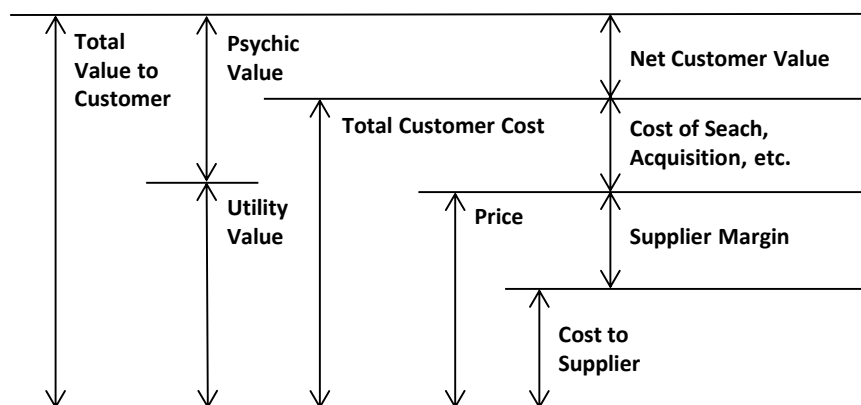 Total
Value to
Customer
Psychic
Value
Net Customer Value
Total Customer Cost
Cost of Seach,
Acquisition, etc.
Utility
Value
Price
Supplier Margin
Cost to
Supplier